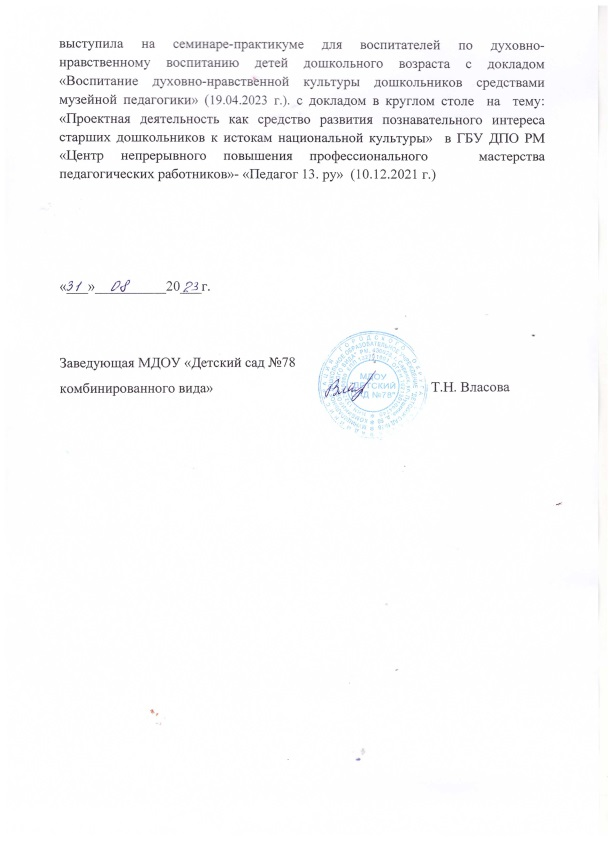 выступила на семинаре-практикуме для воспитателей по духовно-
нравственному воспитанию детей дошкольного возраста с докладом
«Воспитание духовно-нравственной культуры дошкольников средствами
музейной педагогики» (19.04.2023 г.). с докладом в круглом столе на тему:
«Проектная деятельность как средство развития познавательного интереса
старших дошкольников к истокам национальной культуры» в ГБУ ДПО РМ
«Центр непрерывного повышения профессионального мастерства
педагогических работников»- «Педагог 13. ру» (10.12.2021 г.)
«31» 08 2023 г.
Заведующая МДОУ «Детский сад №78
комбинированного вида»
Т.Н. Власова
МДОУ
"ДЕТСКИЙ
САД №78"